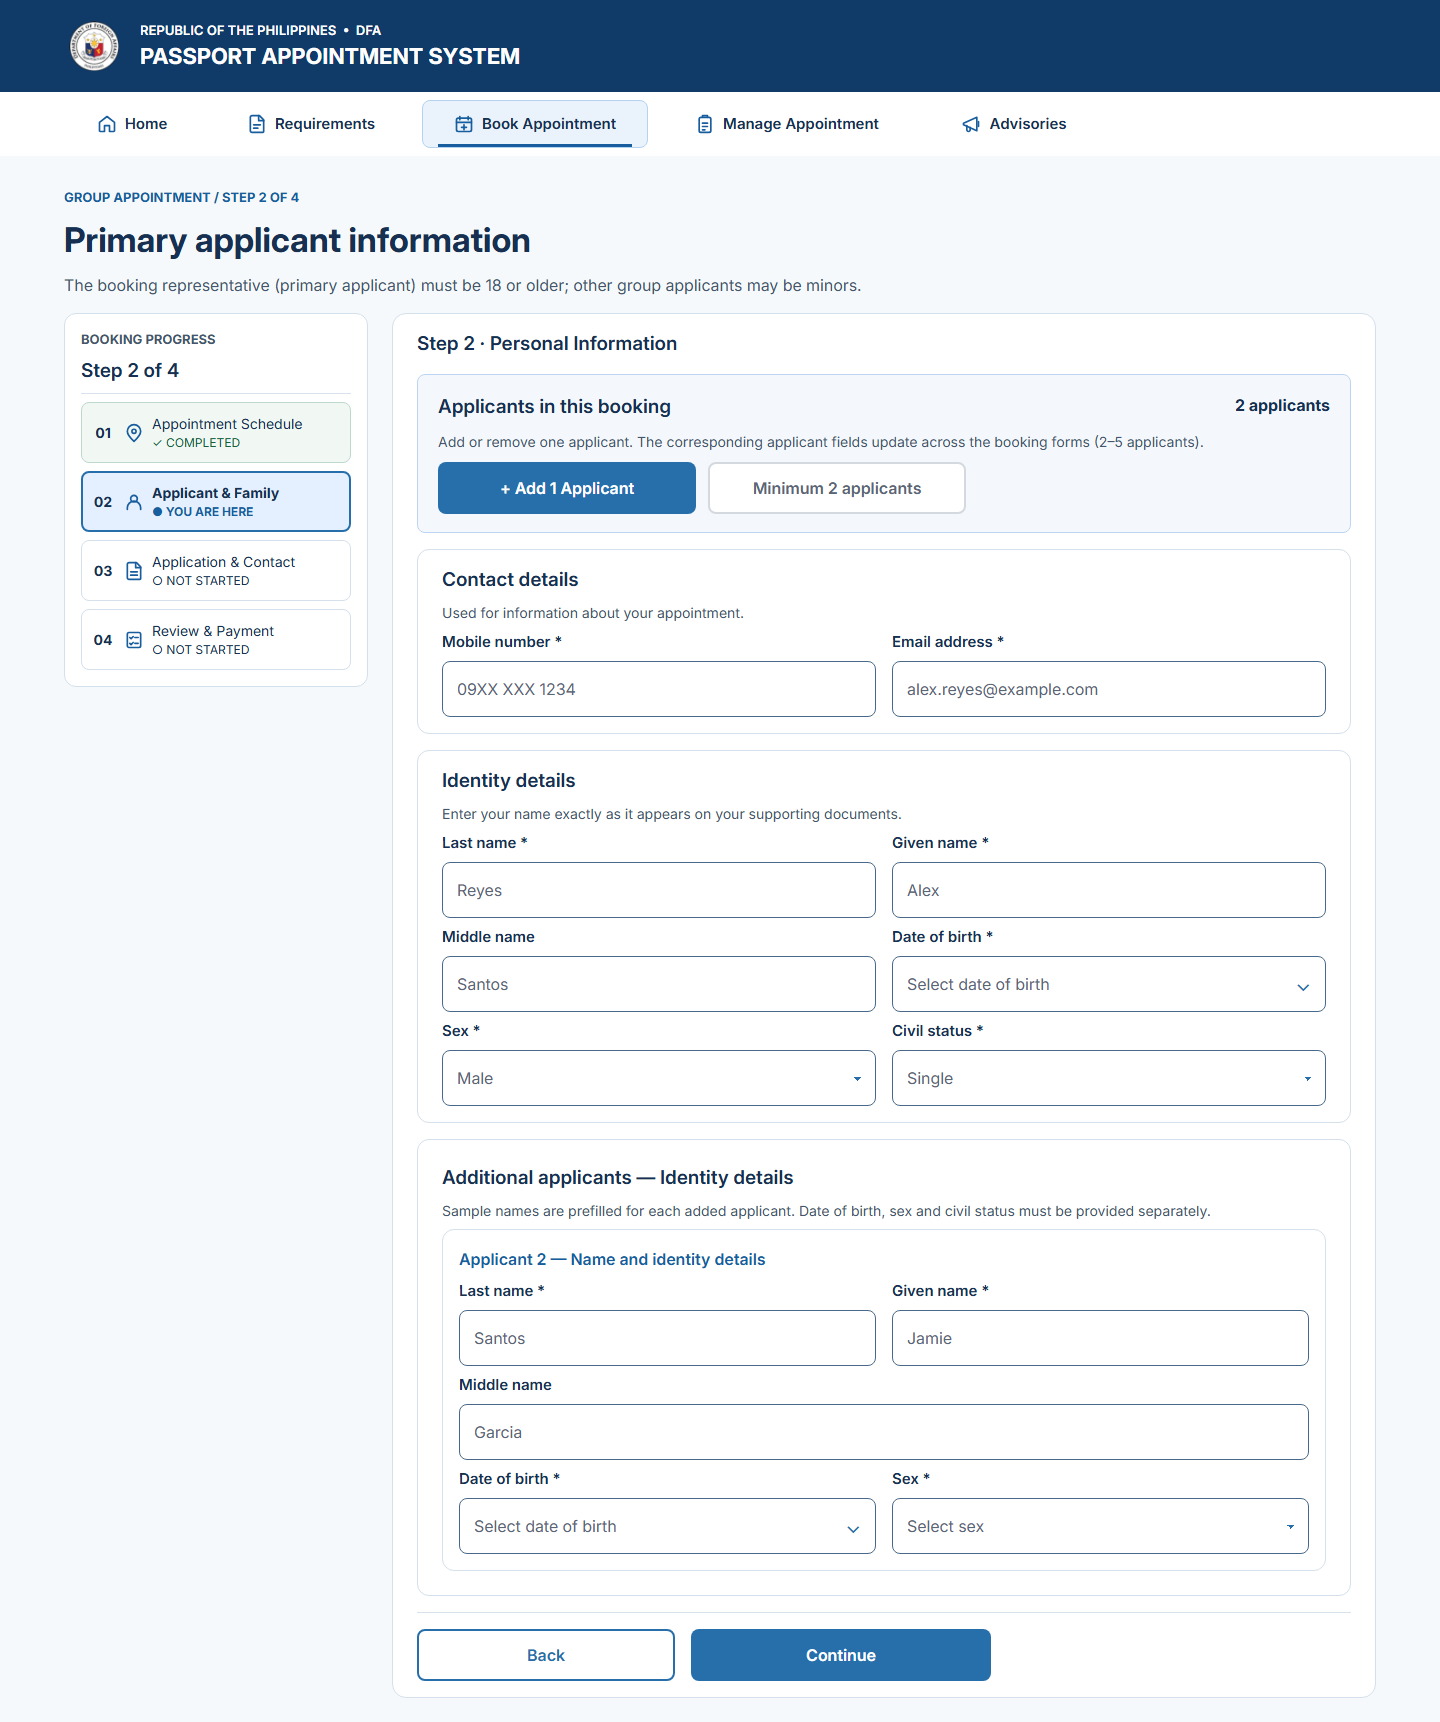 REPUBLIC OF THE PHILIPPINES • DFA
PASSPORT APPOINTMENT SYSTEM
Home
Requirements
Book Appointment
Manage Appointment
Advisories
GROUP APPOINTMENT / STEP 2 OF 4
Primary applicant information
The booking representative (primary applicant) must be 18 or older; other group applicants may be minors.
BOOKING PROGRESS
Step 2 of 4
01 Appointment Schedule
✓ COMPLETED
02 Applicant & Family
● YOU ARE HERE
03 Application & Contact
○ NOT STARTED
04 Review & Payment
○ NOT STARTED
Step 2 · Personal Information
Applicants in this booking
2 applicants
Add or remove one applicant. The corresponding applicant fields update across the booking forms (2–5 applicants).
+ Add 1 Applicant
Minimum 2 applicants
Contact details
Used for information about your appointment.
Mobile number *
Email address *
09XX XXX 1234
alex.reyes@example.com
Identity details
Enter your name exactly as it appears on your supporting documents.
Last name *
Given name *
Reyes
Alex
Middle name
Date of birth *
Santos
Select date of birth
Sex *
Civil status *
Male
Single
Additional applicants — Identity details
Sample names are prefilled for each added applicant. Date of birth, sex and civil status must be provided separately.
Applicant 2 — Name and identity details
Last name *
Given name *
Santos
Jamie
Middle name
Garcia
Date of birth *
Sex *
Select date of birth
Select sex
Back
Continue